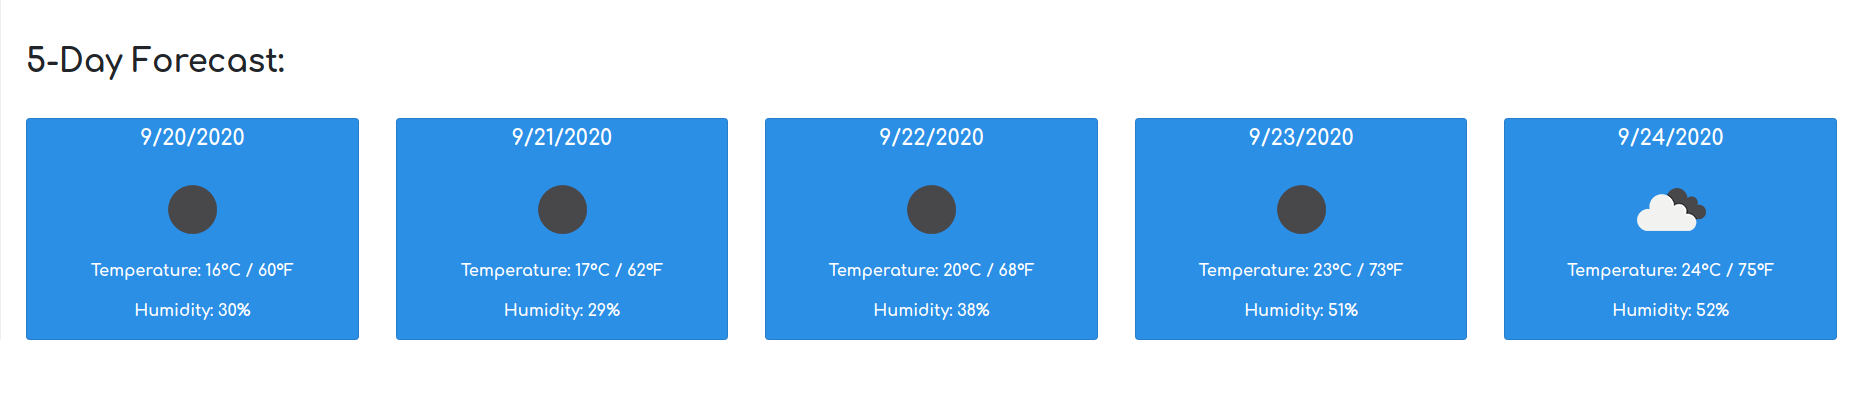 5-Day Forecast:
9/20/2020
Temperature: 16°C / 60°F
Humidity: 30%
9/21/2020
Temperature: 17°C / 62°F
Humidity: 29%
9/22/2020
Temperature: 20°C / 68°F
Humidity: 38%
9/23/2020
Temperature: 23°C / 73°F
Humidity: 51%
9/24/2020
Temperature: 24°C / 75°F
Humidity: 52%